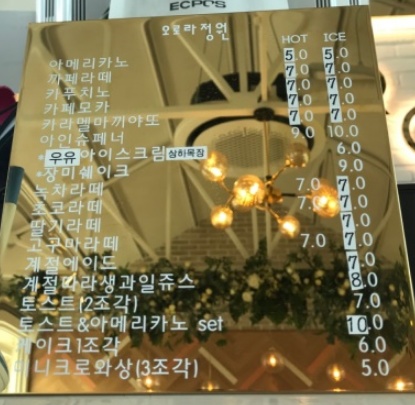 ECPOS
오로라정원
HOT ICE
아메리카노 5.0 5.0
까페라떼 7.0 7.0
카푸치노 7.0 7.0
카페모카 7.0 7.0
카라멜마끼야또 7.0 7.0
아인슈페너 9.0 10.0
•우유아이스크림 상하목장 6.0
•장미쉐이크 9.0
녹차라떼 7.0 7.0
초코라떼 7.0 7.0
딸기라떼 7.0
고구마라떼 7.0 7.0
계절에이드 7.0
계절따라생과일쥬스 8.0
토스트(2조각) 7.0
토스트&아메리카노 set 10.0
케이크1조각 6.0
미니크로와상(3조각) 5.0